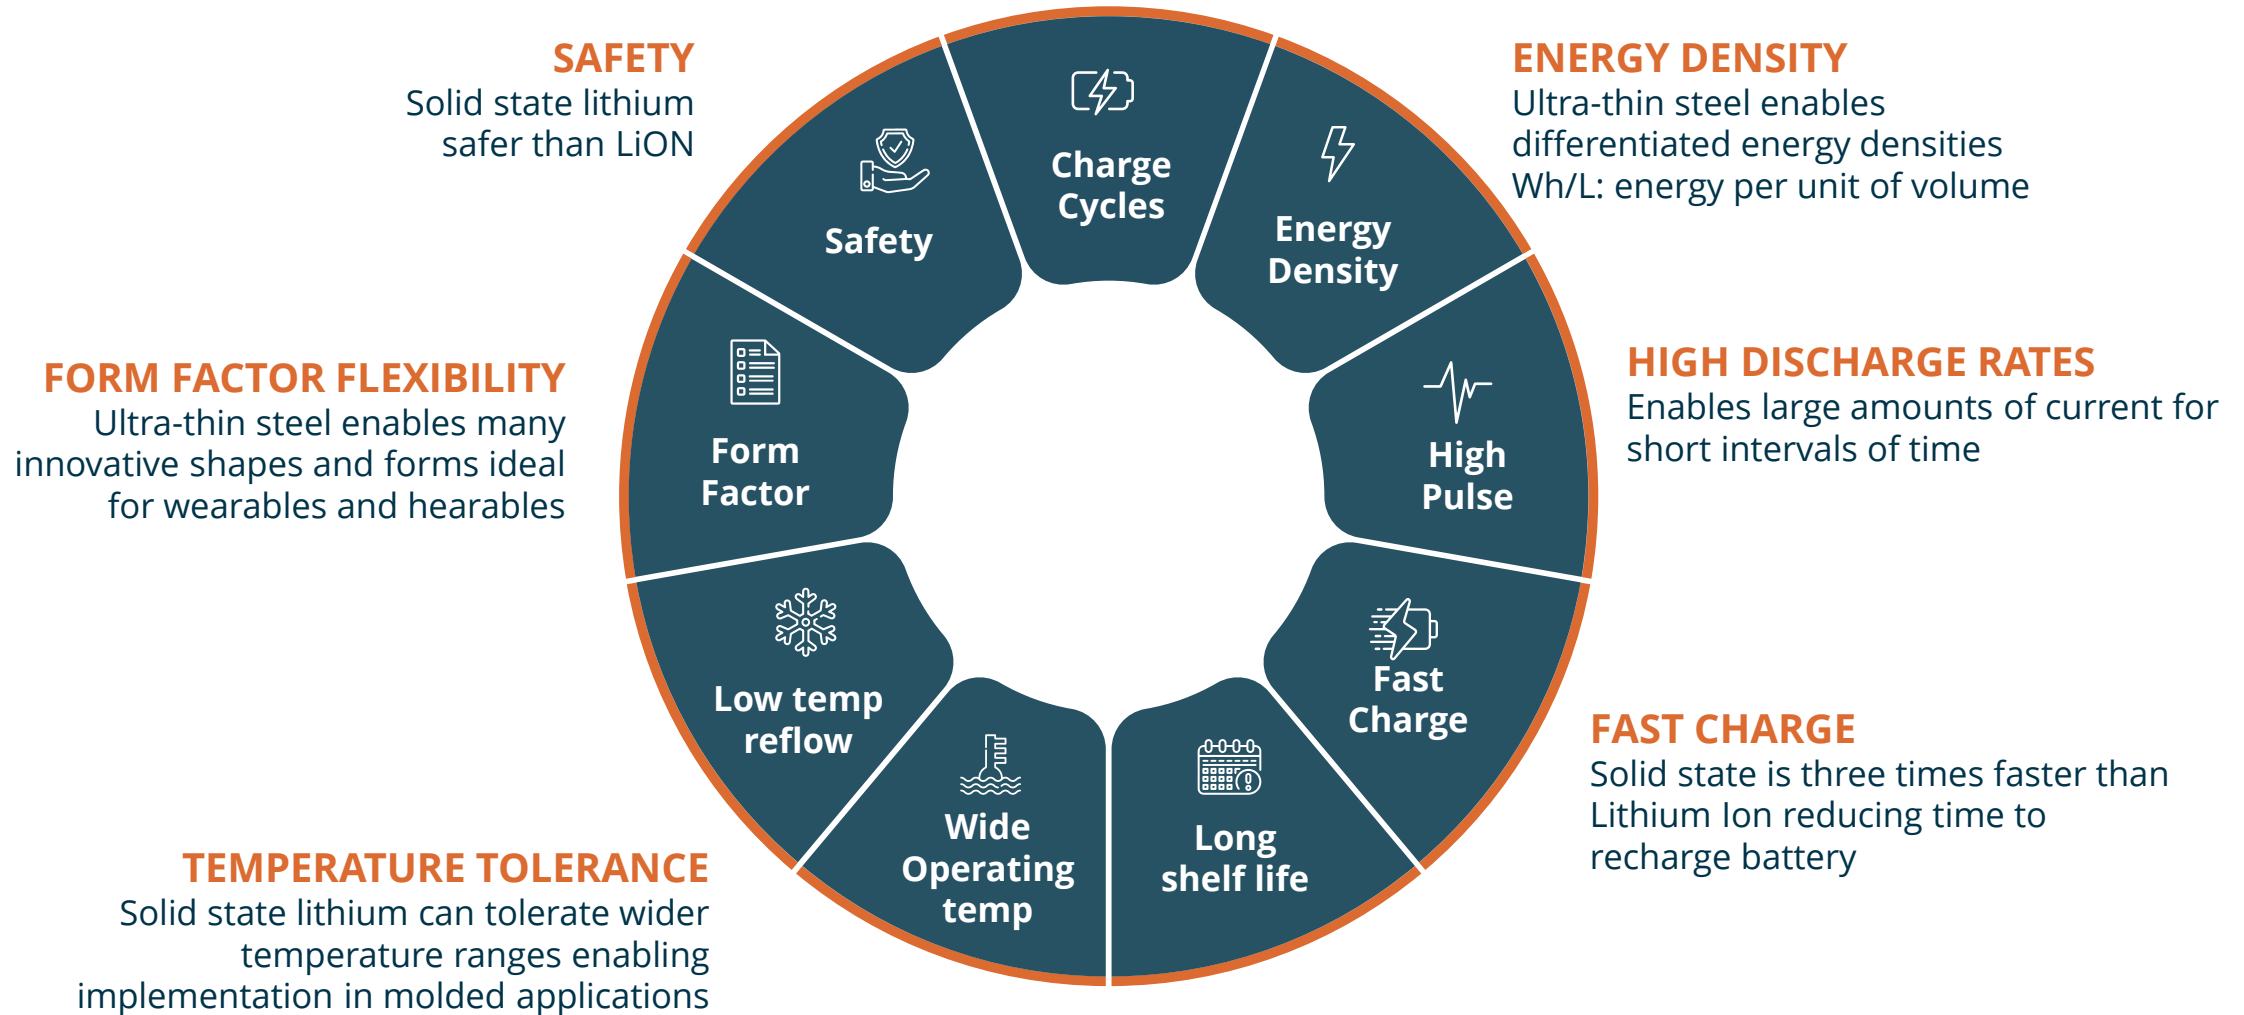 SAFETY
Solid state lithium
safer than LiON
FORM FACTOR FLEXIBILITY
Ultra-thin steel enables many
innovative shapes and forms ideal
for wearables and hearables
TEMPERATURE TOLERANCE
Solid state lithium can tolerate wider
temperature ranges enabling
implementation in molded applications
Charge
Cycles
Energy
Density
High
Pulse
Fast
Charge
Long
shelf life
Wide
Operating
temp
Low temp
reflow
Form
Factor
Safety
ENERGY DENSITY
Ultra-thin steel enables
differentiated energy densities
Wh/L: energy per unit of volume
HIGH DISCHARGE RATES
Enables large amounts of current for
short intervals of time
FAST CHARGE
Solid state is three times faster than
Lithium Ion reducing time to
recharge battery